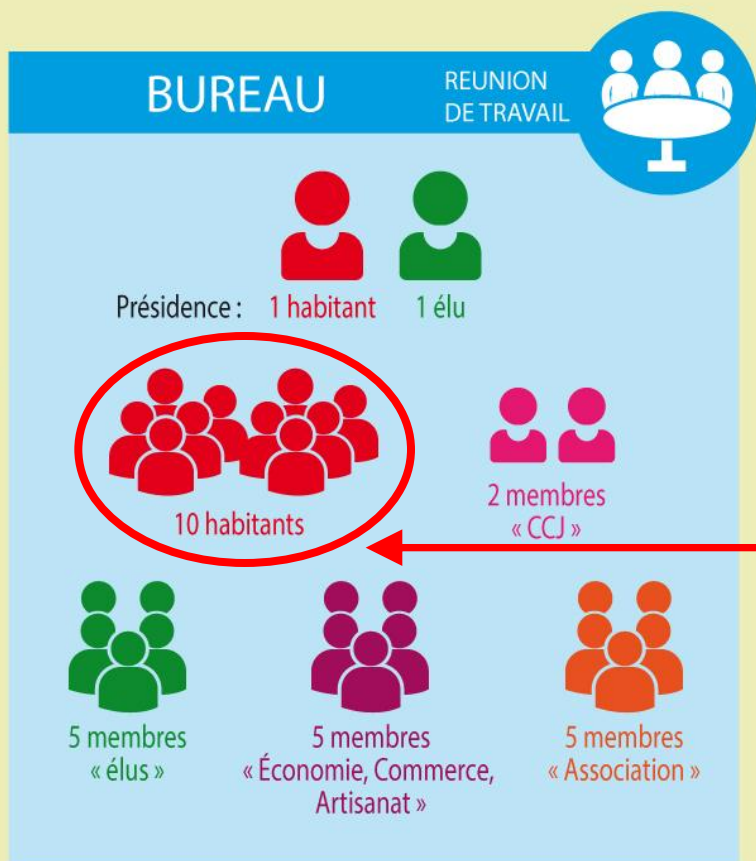 BUREAU
REUNION
DE TRAVAIL
Présidence : 1 habitant 1 élu
10 habitants
2 membres
« CCJ »
5 membres
« élus »
5 membres
« Économie, Commerce,
Artisanat »
5 membres
« Association »